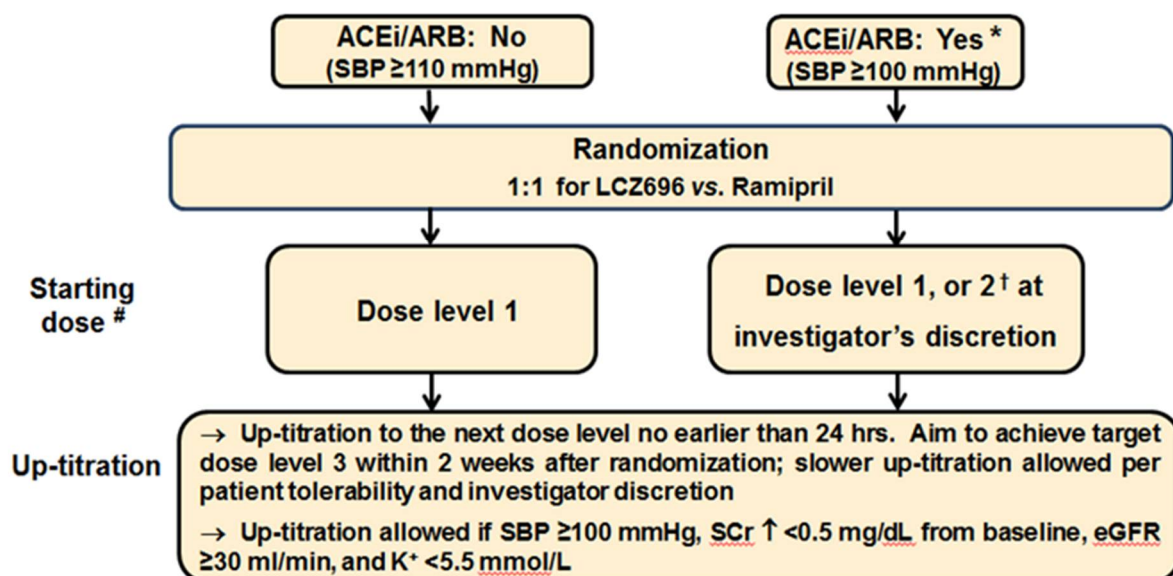 ACEi/ARB: No
(SBP ≥110 mmHg)
ACEi/ARB: Yes *
(SBP ≥100 mmHg)
Randomization
1:1 for LCZ696 vs. Ramipril
Starting
dose #
Dose level 1
Dose level 1, or 2† at
investigator's discretion
Up-titration
→ Up-titration to the next dose level no earlier than 24 hrs. Aim to achieve target
dose level 3 within 2 weeks after randomization; slower up-titration allowed per
patient tolerability and investigator discretion
→ Up-titration allowed if SBP ≥100 mmHg, SCr ↑ <0.5 mg/dL from baseline, eGFR
≥30 ml/min, and K⁺ <5.5 mmol/L